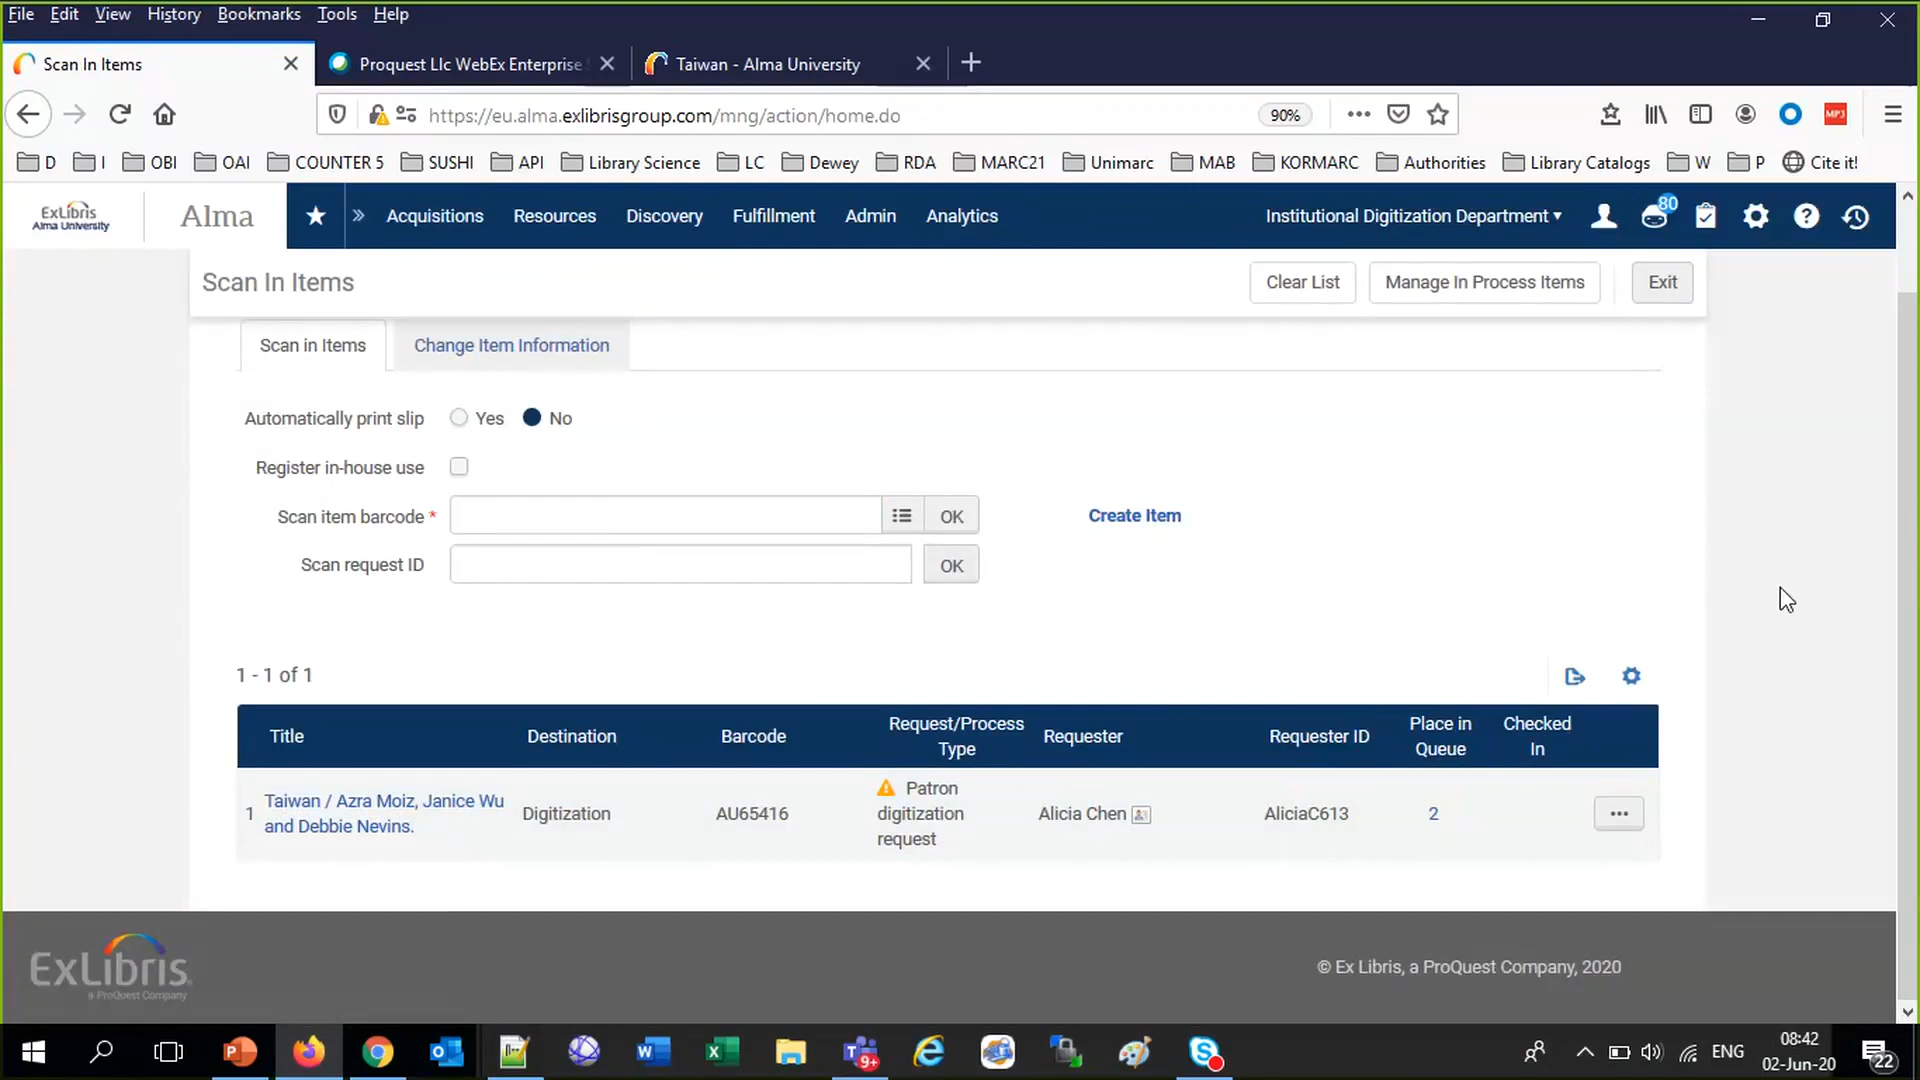 File Edit View History Bookmarks Tools Help
Scan In Items
Proquest Llc WebEx Enterprise
Taiwan - Alma University
https://eu.alma.exlibrisgroup.com/mng/action/home.do
90%
MP3
D I OBI OAI COUNTER 5 SUSHI API Library Science LC Dewey RDA MARC21 Unimarc MAB KORMARC Authorities Library Catalogs W P Cite it!
ExLibris
Alma University
Alma
Acquisitions Resources Discovery Fulfillment Admin Analytics
Institutional Digitization Department
80
Scan In Items
Clear List
Manage In Process Items
Exit
Scan in Items
Change Item Information
Automatically print slip Yes No
Register in-house use
Scan item barcode * OK
Create Item
Scan request ID OK
1 - 1 of 1
Title Destination Barcode Request/Process Type Requester Requester ID Place in Queue Checked In
1 Taiwan / Azra Moiz, Janice Wu and Debbie Nevins. Digitization AU65416 Patron digitization request Alicia Chen AliciaC613 2
ExLibris
a ProQuest Company
© Ex Libris, a ProQuest Company, 2020
9+
ENG
08:42
02-Jun-20
22